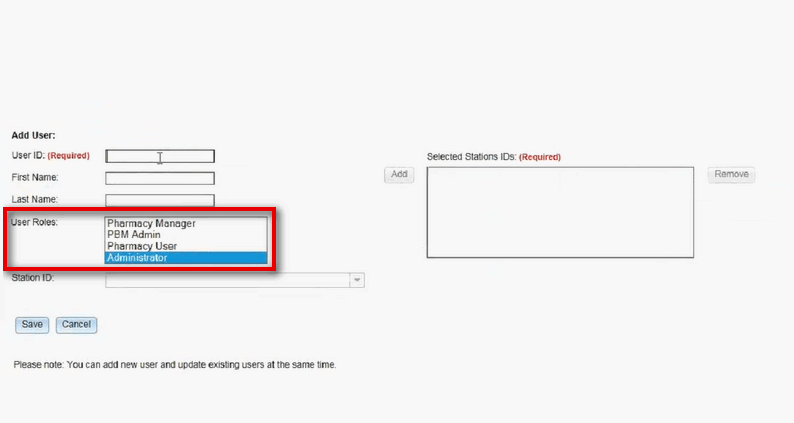 Add User:
User ID: (Required)
First Name:
Last Name:
User Roles:
Pharmacy Manager
PBM Admin
Pharmacy User
Administrator
Station ID:
Add
Selected Stations IDs: (Required)
Remove
Save Cancel
Please note: You can add new user and update existing users at the same time.